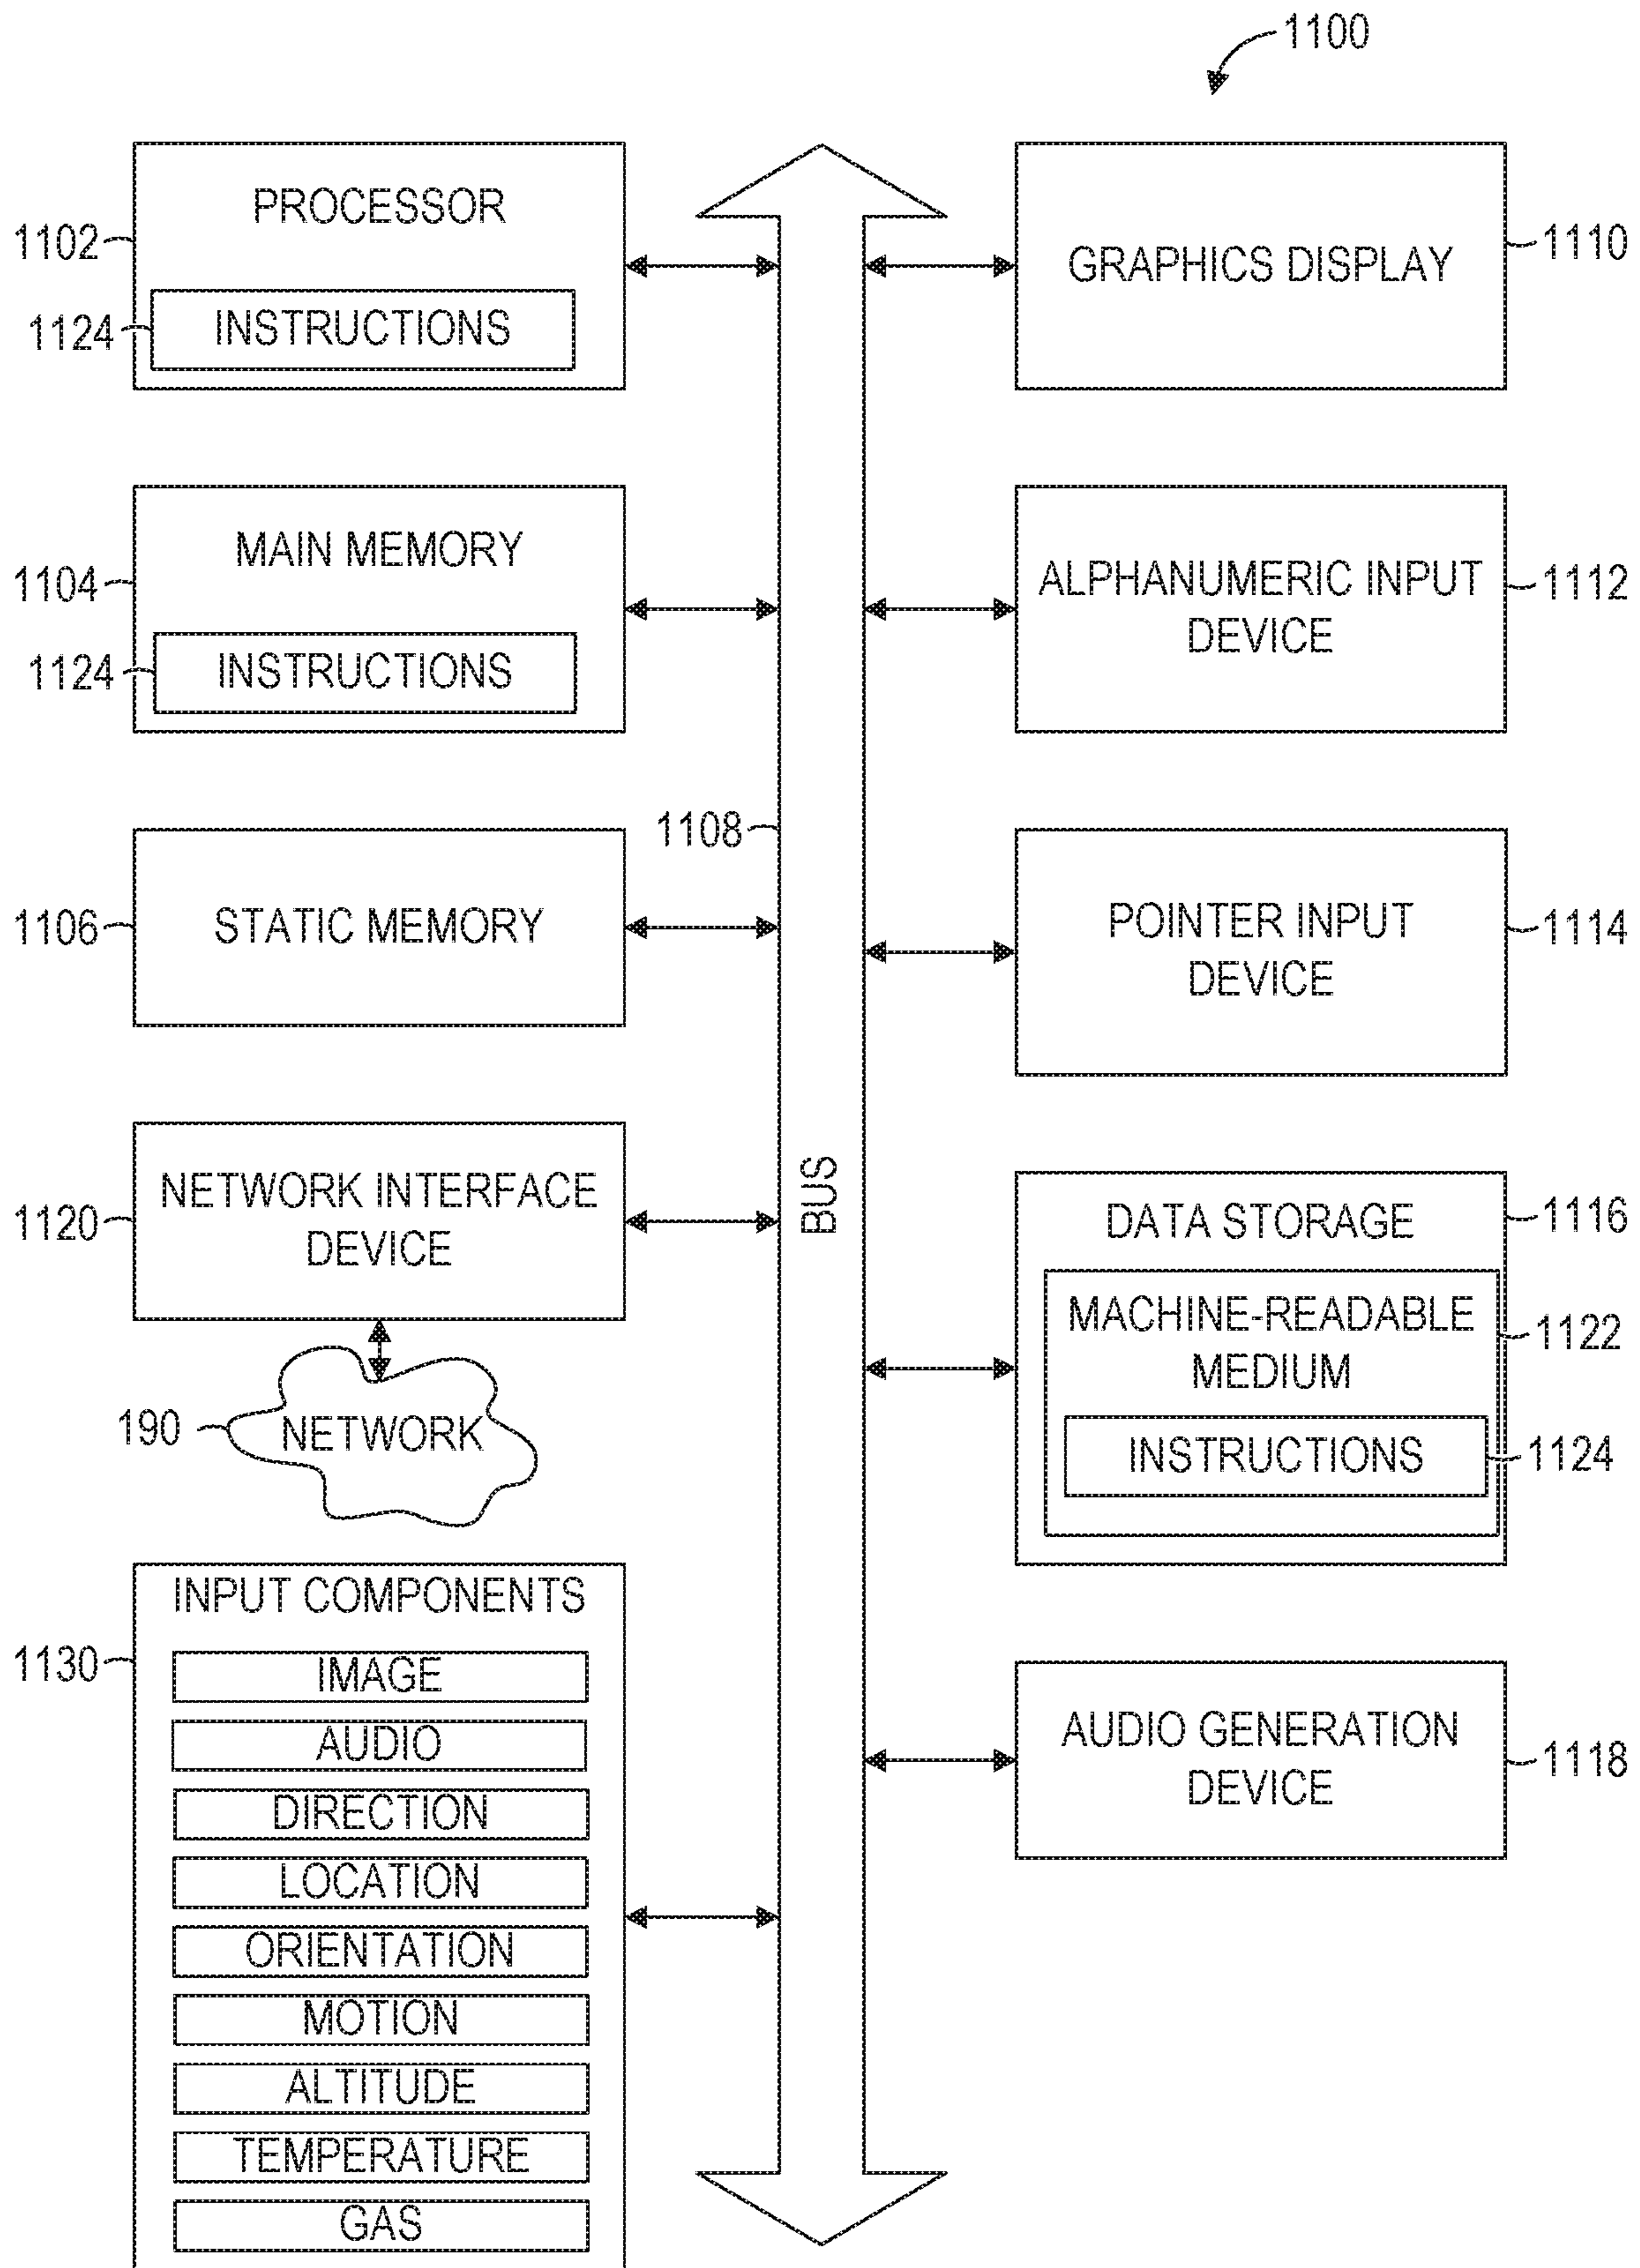 1100
PROCESSOR
1102
1124
INSTRUCTIONS
MAIN MEMORY
1104
1124
INSTRUCTIONS
1106
STATIC MEMORY
1120
NETWORK INTERFACE
DEVICE
190
NETWORK
INPUT COMPONENTS
1130
IMAGE
AUDIO
DIRECTION
LOCATION
ORIENTATION
MOTION
ALTITUDE
TEMPERATURE
GAS
1108
BUS
GRAPHICS DISPLAY
1110
ALPHANUMERIC INPUT
DEVICE
1112
POINTER INPUT
DEVICE
1114
DATA STORAGE
1116
MACHINE-READABLE
MEDIUM
1122
INSTRUCTIONS
1124
AUDIO GENERATION
DEVICE
1118